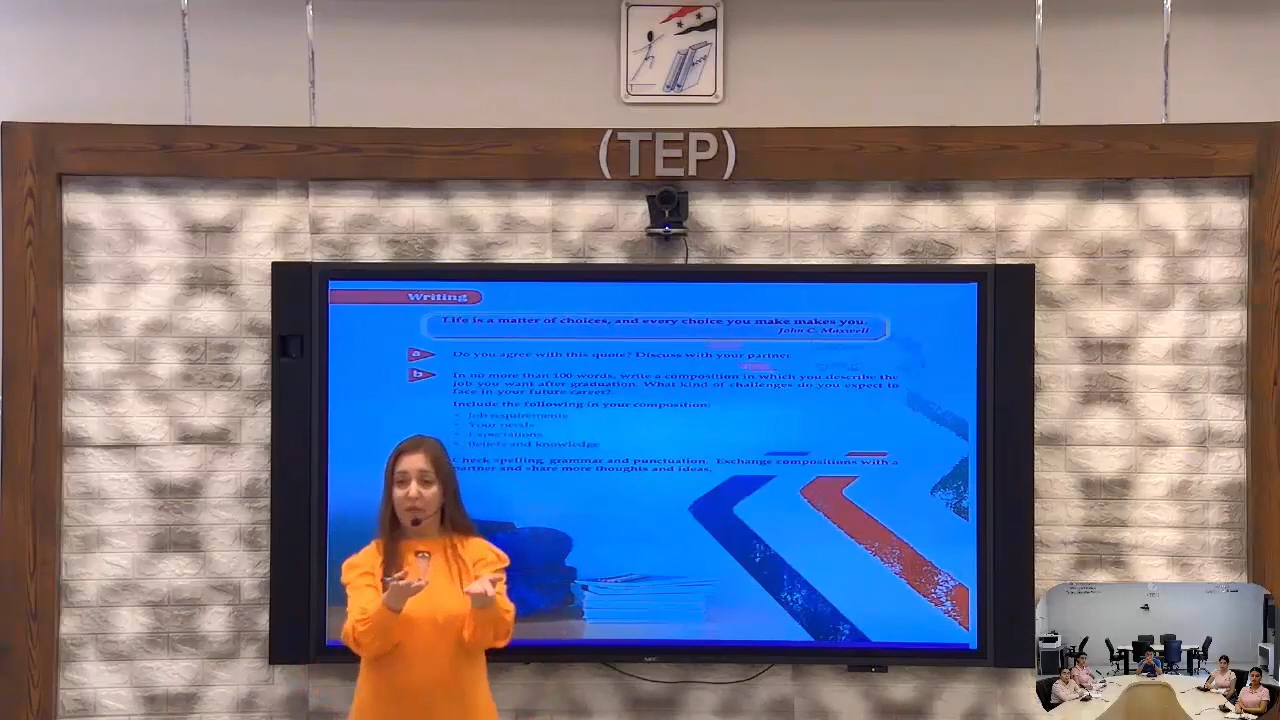 (TEP)
Writing
Life is a matter of choices, and every choice you make makes you.
John C. Maxwell
a
Do you agree with this quote? Discuss with your partner
b
In no more than 100 words, write a composition in which you describe the
job you want after graduation. What kind of challenges do you expect to
face in your future career?
Include the following in your composition:
• Job requirements
• Your needs
• Expectations
• Beliefs and knowledge
Check spelling, grammar and punctuation. Exchange compositions with a
partner and share more thoughts and ideas.
NEC